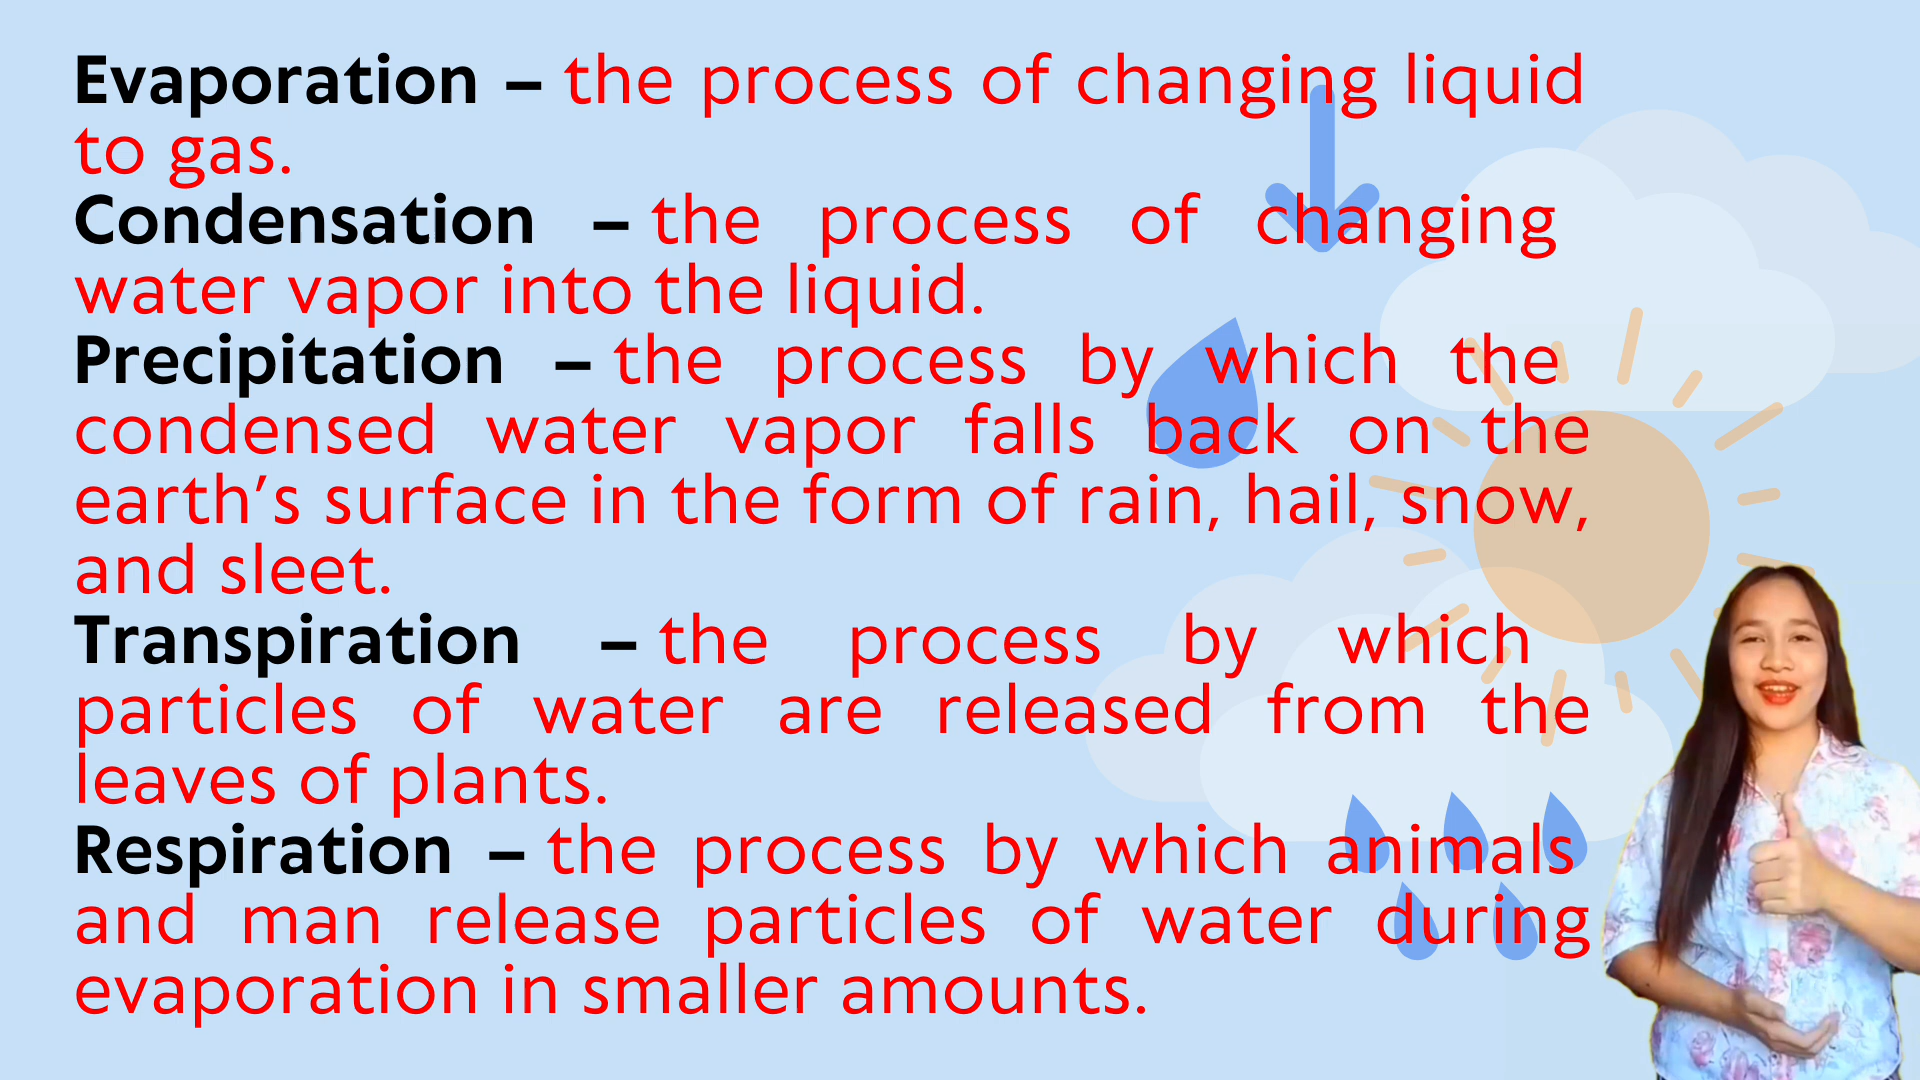 Evaporation – the process of changing liquid
to gas.
Condensation – the process of changing
water vapor into the liquid.
Precipitation – the process by which the
condensed water vapor falls back on the
earth’s surface in the form of rain, hail, snow,
and sleet.
Transpiration – the process by which
particles of water are released from the
leaves of plants.
Respiration – the process by which animals
and man release particles of water during
evaporation in smaller amounts.